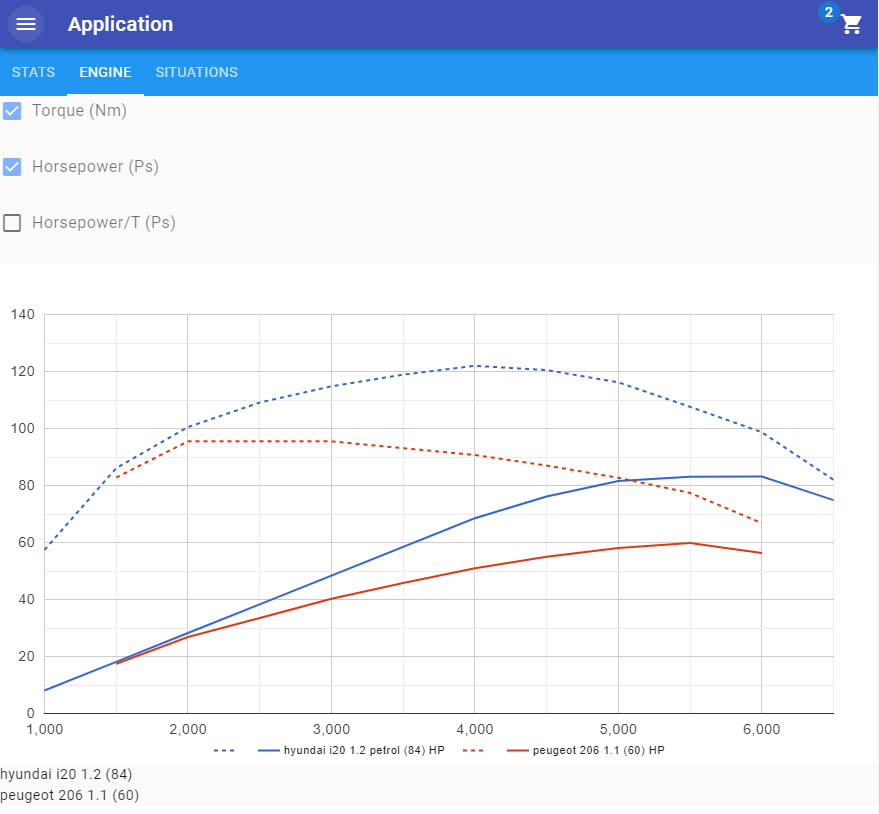 Application
2
STATS ENGINE SITUATIONS
Torque (Nm)
Horsepower (Ps)
Horsepower/T (Ps)
140
120
100
80
60
40
20
0
1,000 2,000 3,000 4,000 5,000 6,000
hyundai i20 1.2 petrol (84) HP peugeot 206 1.1 (60) HP
hyundai i20 1.2 (84)
peugeot 206 1.1 (60)